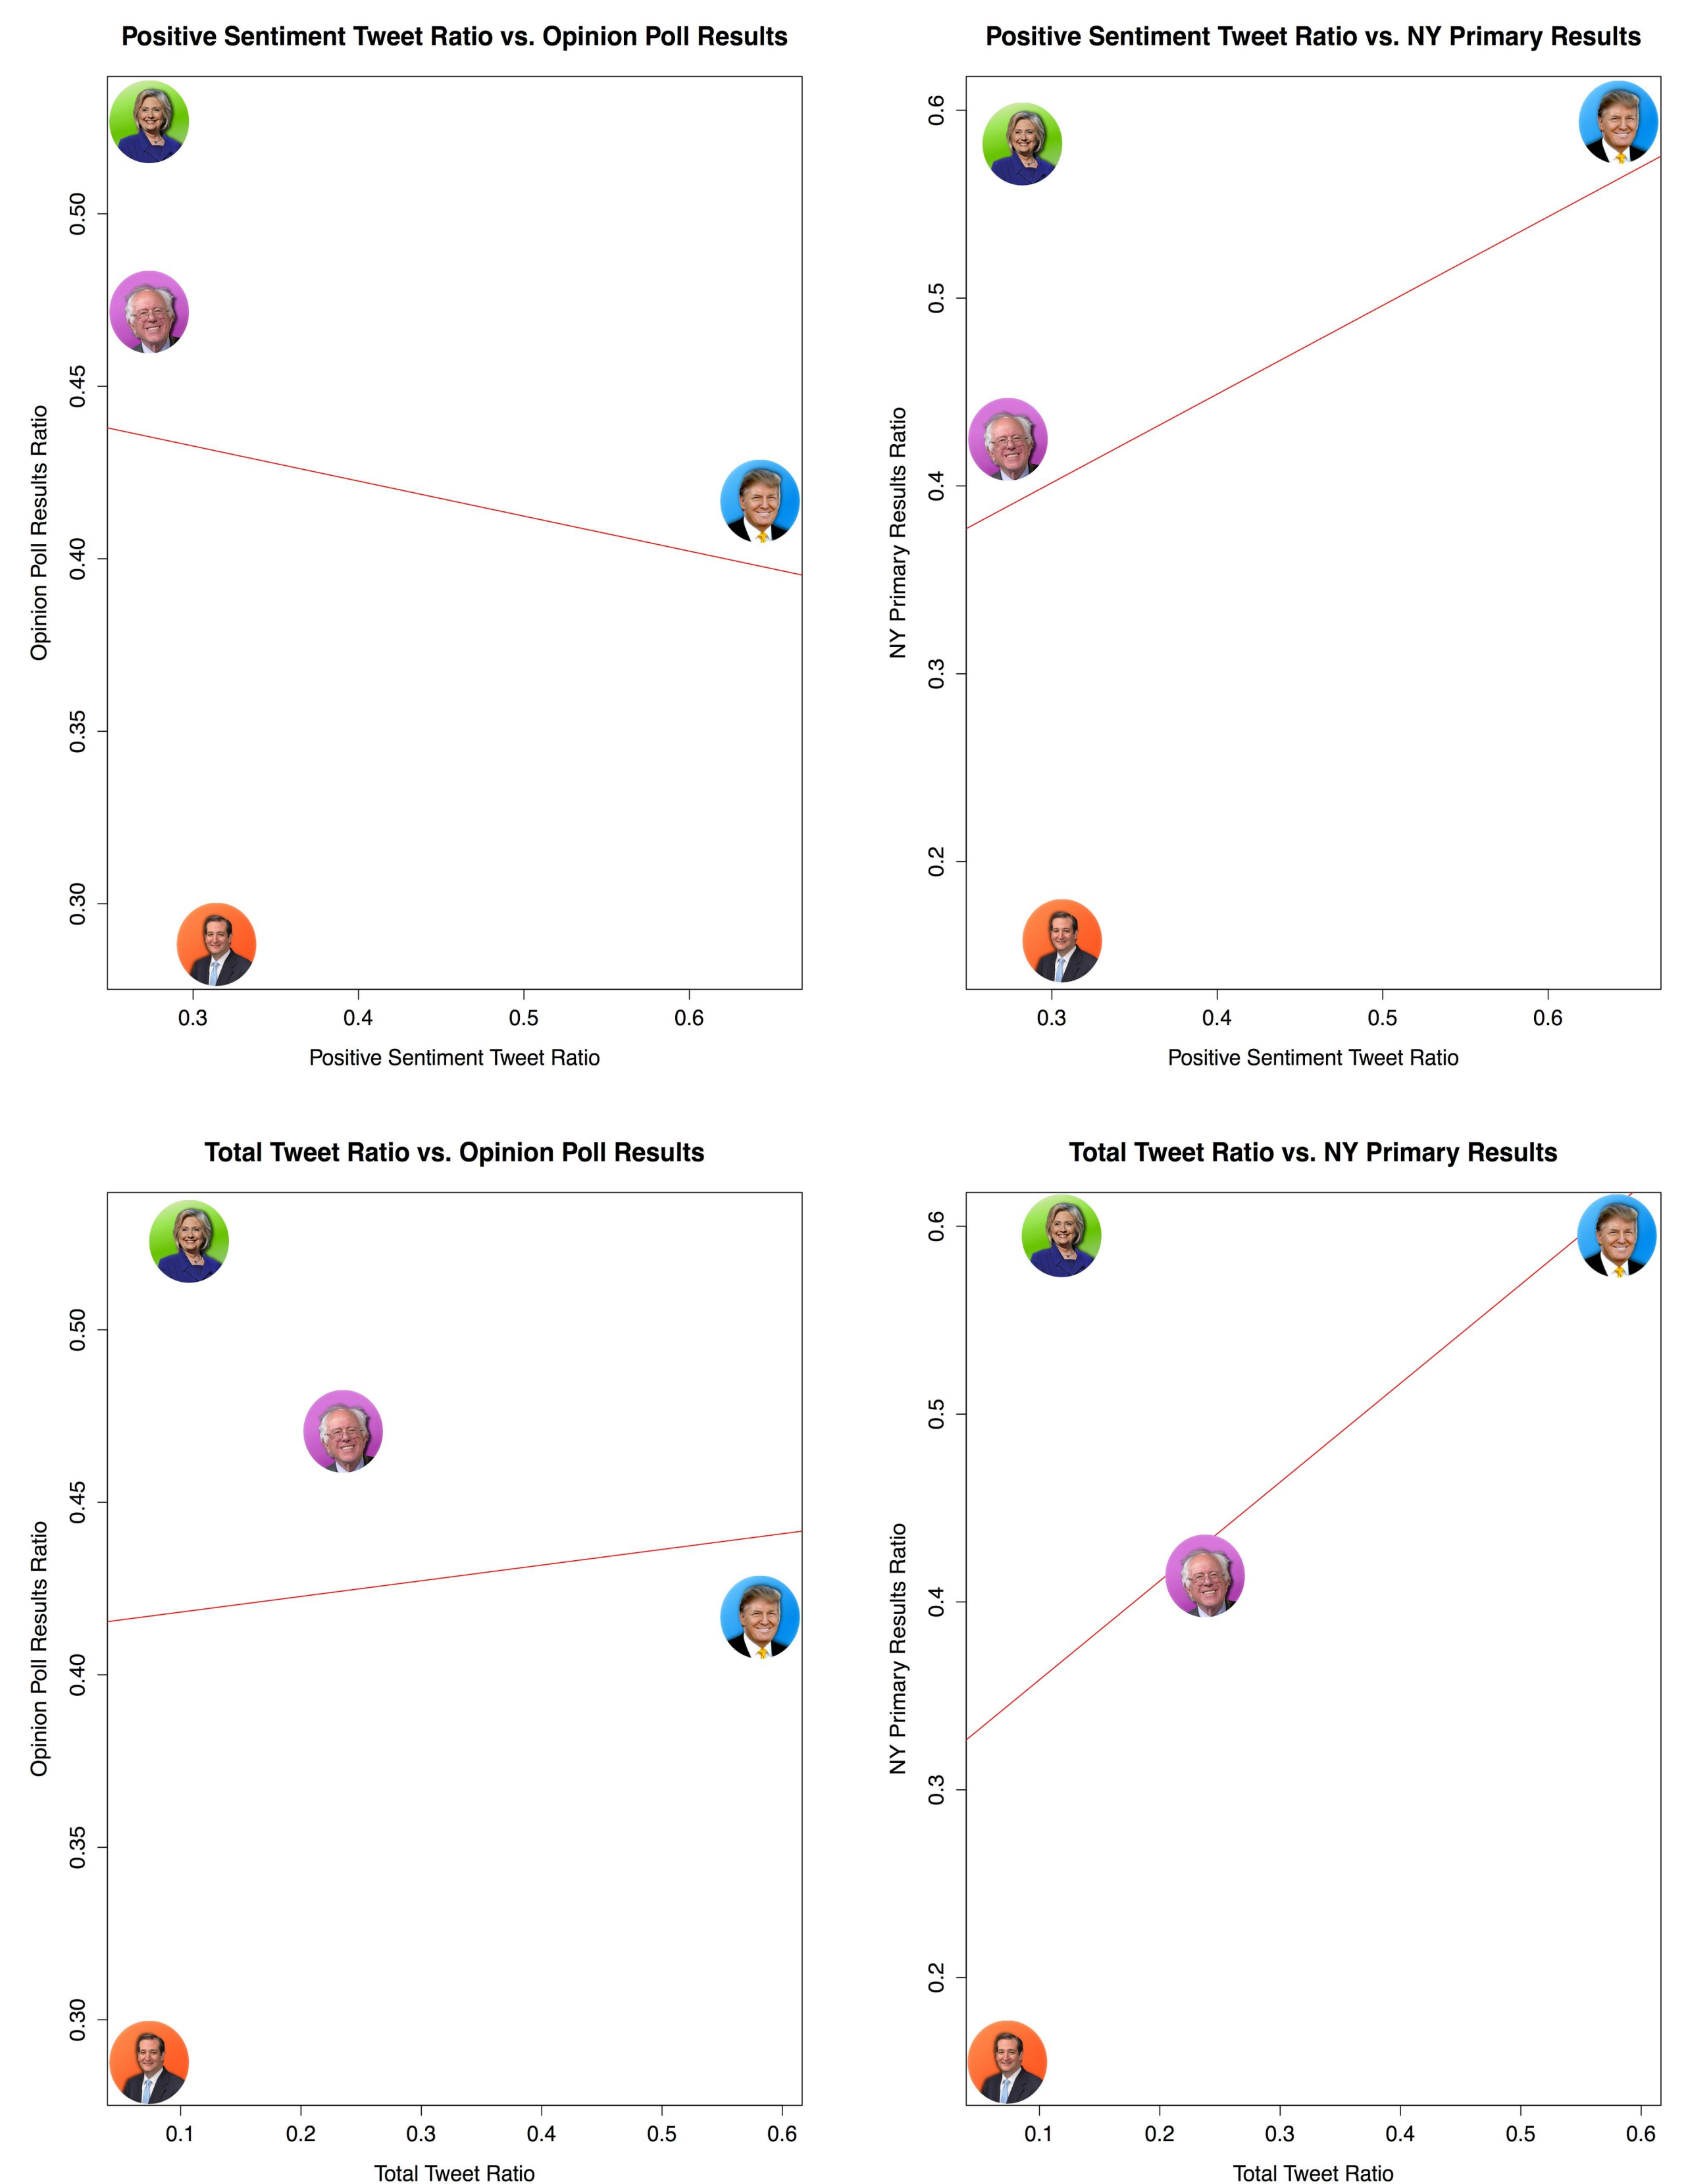 Positive Sentiment Tweet Ratio vs. Opinion Poll Results
Opinion Poll Results Ratio
0.50
0.45
0.40
0.35
0.30
0.3 0.4 0.5 0.6
Positive Sentiment Tweet Ratio
Positive Sentiment Tweet Ratio vs. NY Primary Results
NY Primary Results Ratio
0.6
0.5
0.4
0.3
0.2
0.3 0.4 0.5 0.6
Positive Sentiment Tweet Ratio
Total Tweet Ratio vs. Opinion Poll Results
Opinion Poll Results Ratio
0.50
0.45
0.40
0.35
0.30
0.1 0.2 0.3 0.4 0.5 0.6
Total Tweet Ratio
Total Tweet Ratio vs. NY Primary Results
NY Primary Results Ratio
0.6
0.5
0.4
0.3
0.2
0.1 0.2 0.3 0.4 0.5 0.6
Total Tweet Ratio